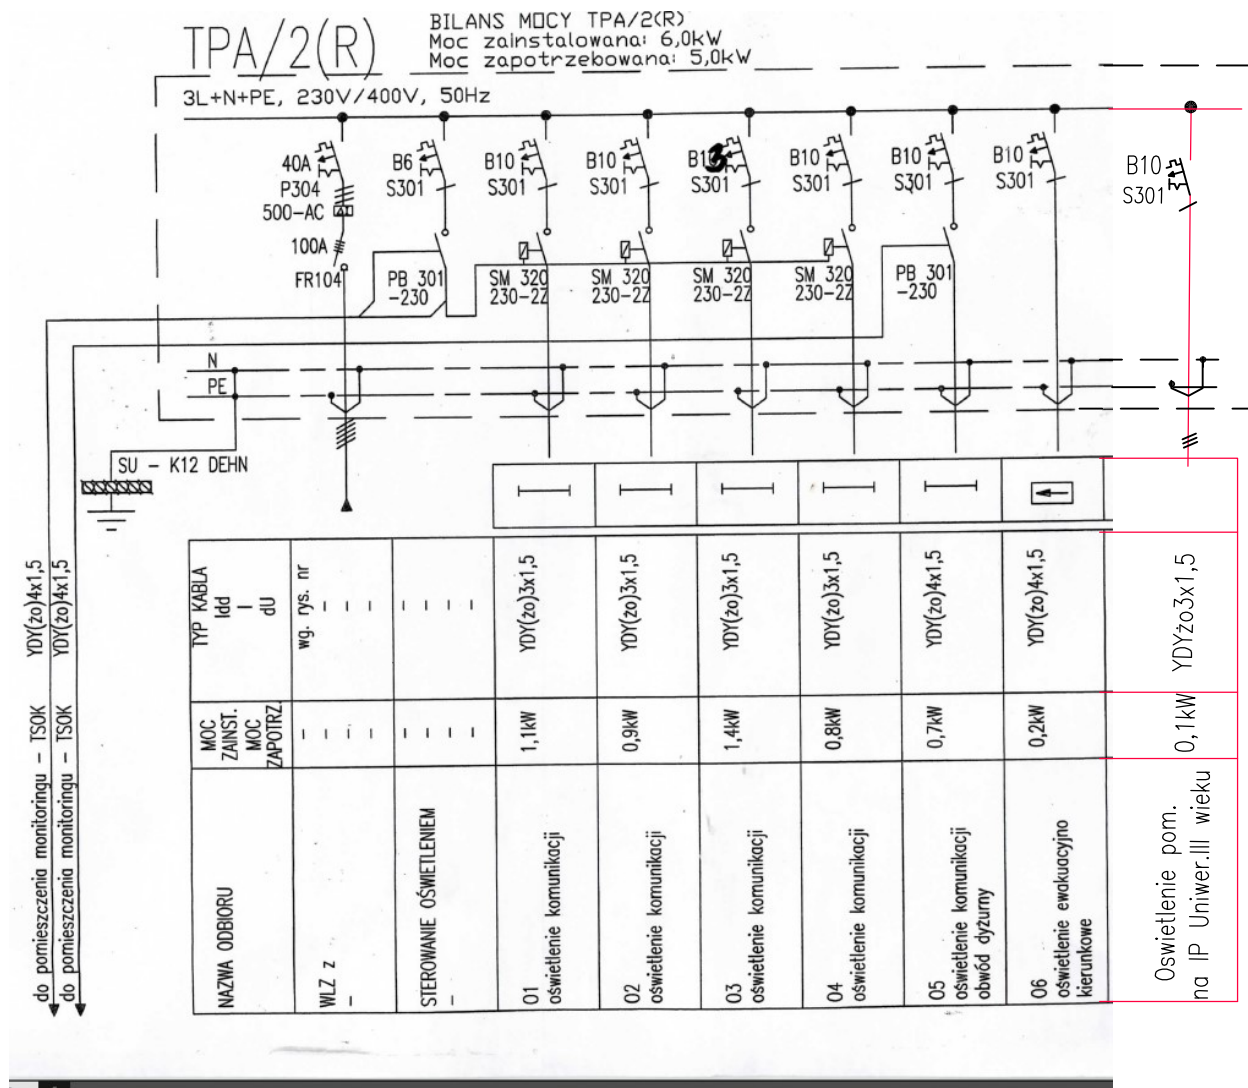 TPA/2(R)
BILANS MOCY TPA/2(R)
Moc zainstalowana: 6,0kW
Moc zapotrzebowana: 5,0kW
3L+N+PE, 230V/400V, 50Hz
40A
P304
500-AC
100A
FR104
B6
S301
PB 301
-230
B10
S301
SM 320
230-2Z
B10
S301
SM 320
230-2Z
B10
3
S301
SM 320
230-2Z
B10
S301
SM 320
230-2Z
B10
S301
PB 301
-230
B10
S301
B10
S301
N
PE
SU - K12 DEHN
do pomieszczenia monitoringu - TSOK YDY(żo)4x1,5
do pomieszczenia monitoringu - TSOK YDY(żo)4x1,5
TYP KABLA
Idd
I
dU
MOC
ZAINST.
MOC
ZAPOTRZ.
NAZWA ODBIORU
wg. rys. nr
- - -
- - -
- - - -
WLZ z
-
- - - -
- - - -
STEROWANIE OŚWIETLENIEM
-
YDY(żo)3x1,5
1,1kW
01
oświetlenie komunikacji
YDY(żo)3x1,5
0,9kW
02
oświetlenie komunikacji
YDY(żo)3x1,5
1,4kW
03
oświetlenie komunikacji
YDY(żo)3x1,5
0,8kW
04
oświetlenie komunikacji
YDY(żo)4x1,5
0,7kW
05
oświetlenie komunikacji
obwód dyżurny
YDY(żo)4x1,5
0,2kW
06
oświetlenie ewakuacyjno
kierunkowe
YDYżo3x1,5
0,1kW
Oswietlenie pom.
na IP Uniwer.III wieku